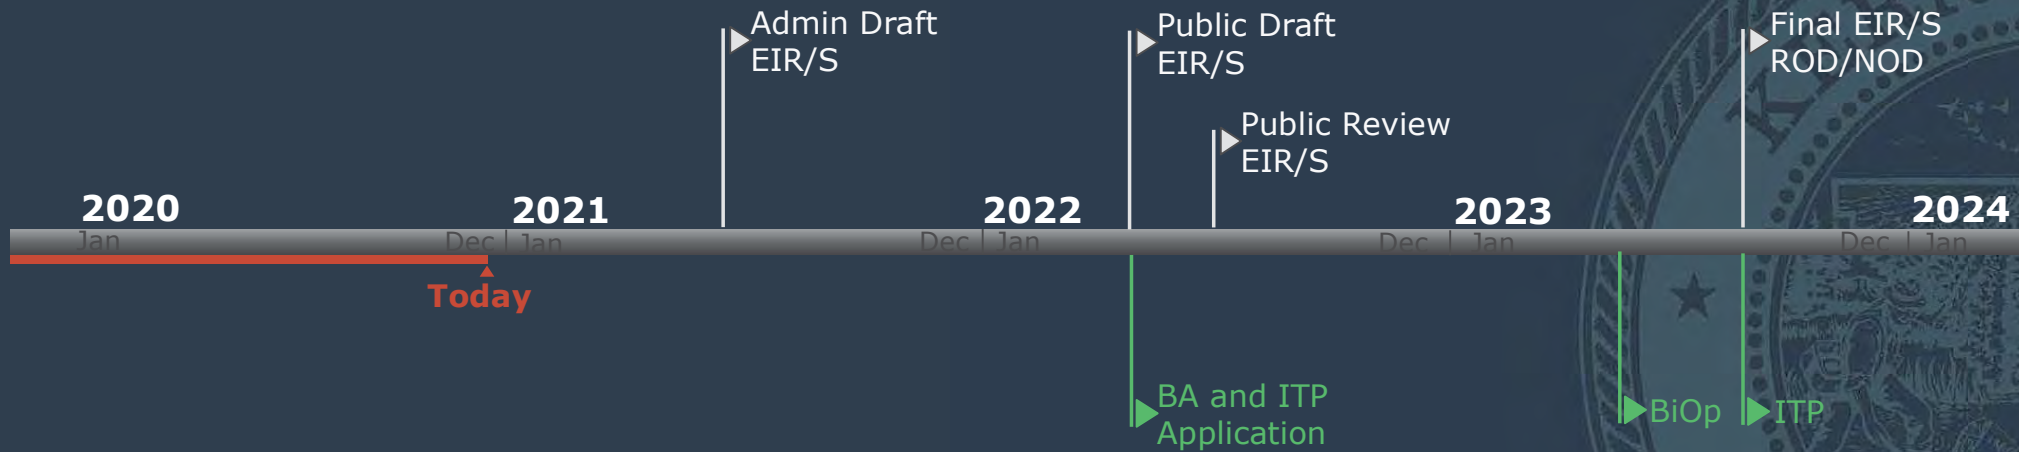 Admin Draft
EIR/S
Public Draft
EIR/S
Final EIR/S
ROD/NOD
Public Review
EIR/S
2020
2021
2022
2023
2024
Jan
Dec
Jan
Dec
Jan
Dec
Jan
Dec
Jan
Today
BA and ITP
Application
BiOp
ITP